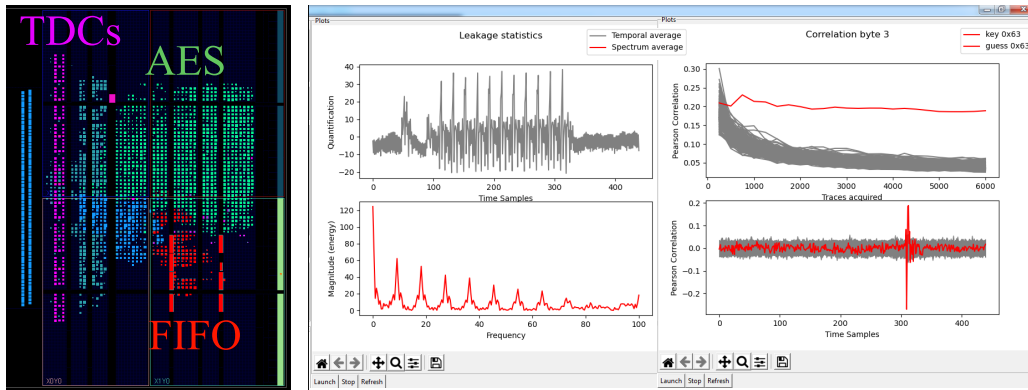 TDCs
AES
FIFO
X0Y0
X1Y0
Plots
Leakage statistics
Temporal average
Spectrum average
Quantification
40
30
20
10
0
−10
−20
0
100
200
300
400
Time Samples
Magnitude (energy)
120
100
80
60
40
20
0
0
20
40
60
80
100
Frequency
Launch Stop Refresh
Plots
Correlation byte 3
key 0x63
guess 0x63
Pearson Correlation
0.30
0.25
0.20
0.15
0.10
0.05
0
1000
2000
3000
4000
5000
6000
Traces acquired
Pearson Correlation
0.2
0.1
0.0
−0.1
−0.2
0
100
200
300
400
Time Samples
Launch Stop Refresh